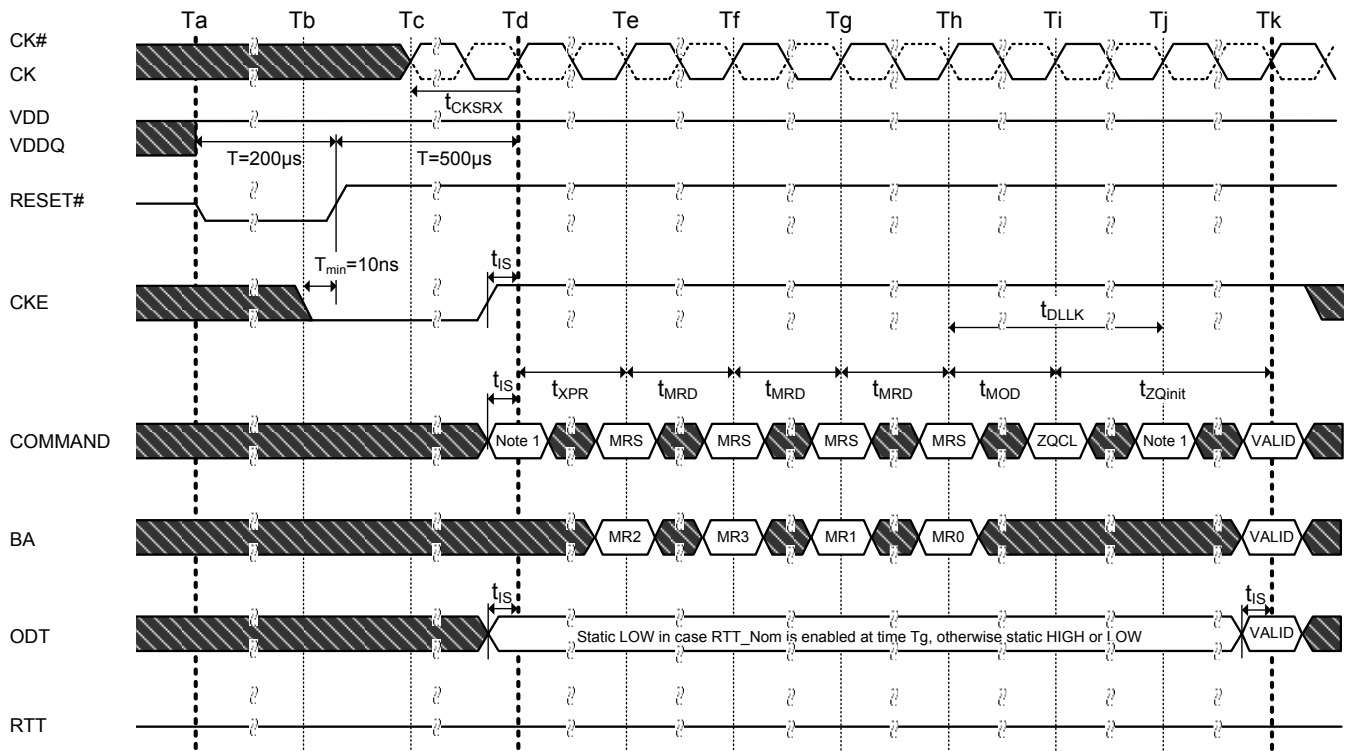 Ta Tb Tc Td Te Tf Tg Th Ti Tj Tk
CK#
CK
tCKSRX
VDD
VDDQ
T=200µs T=500µs
RESET#
Tmin=10ns tIS
CKE
tDLLK
tIS tXPR tMRD tMRD tMRD tMOD tZQinit
COMMAND Note 1 MRS MRS MRS MRS ZQCL Note 1 VALID
BA MR2 MR3 MR1 MR0 VALID
tIS tIS
ODT Static LOW in case RTT_Nom is enabled at time Tg, otherwise static HIGH or LOW VALID
RTT